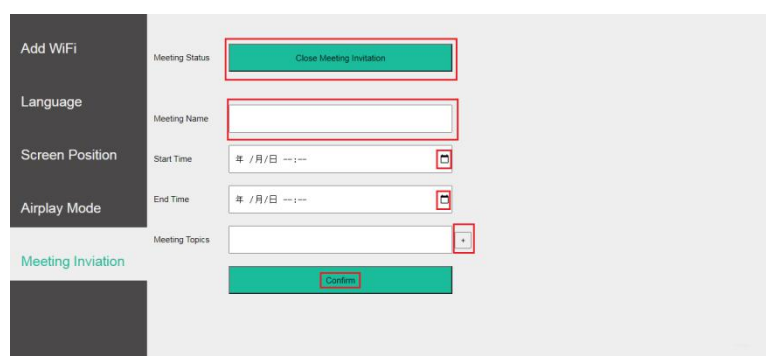 Add WiFi
Language
Screen Position
Airplay Mode
Meeting Inviation
Meeting Status
Close Meeting Invitation
Meeting Name
Start Time
年 /月/日 --:--
End Time
年 /月/日 --:--
Meeting Topics
+
Confirm